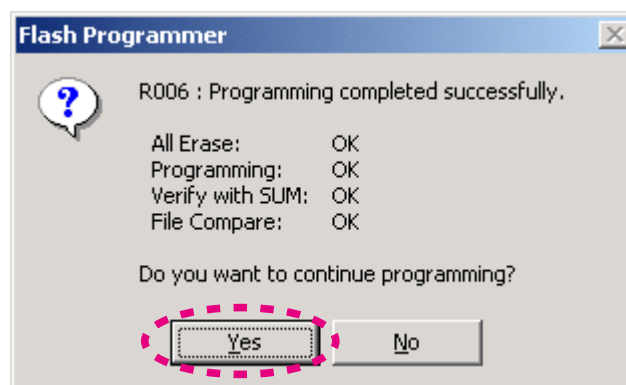 Flash Programmer
R006 : Programming completed successfully.
All Erase: OK
Programming: OK
Verify with SUM: OK
File Compare: OK
Do you want to continue programming?
Yes No